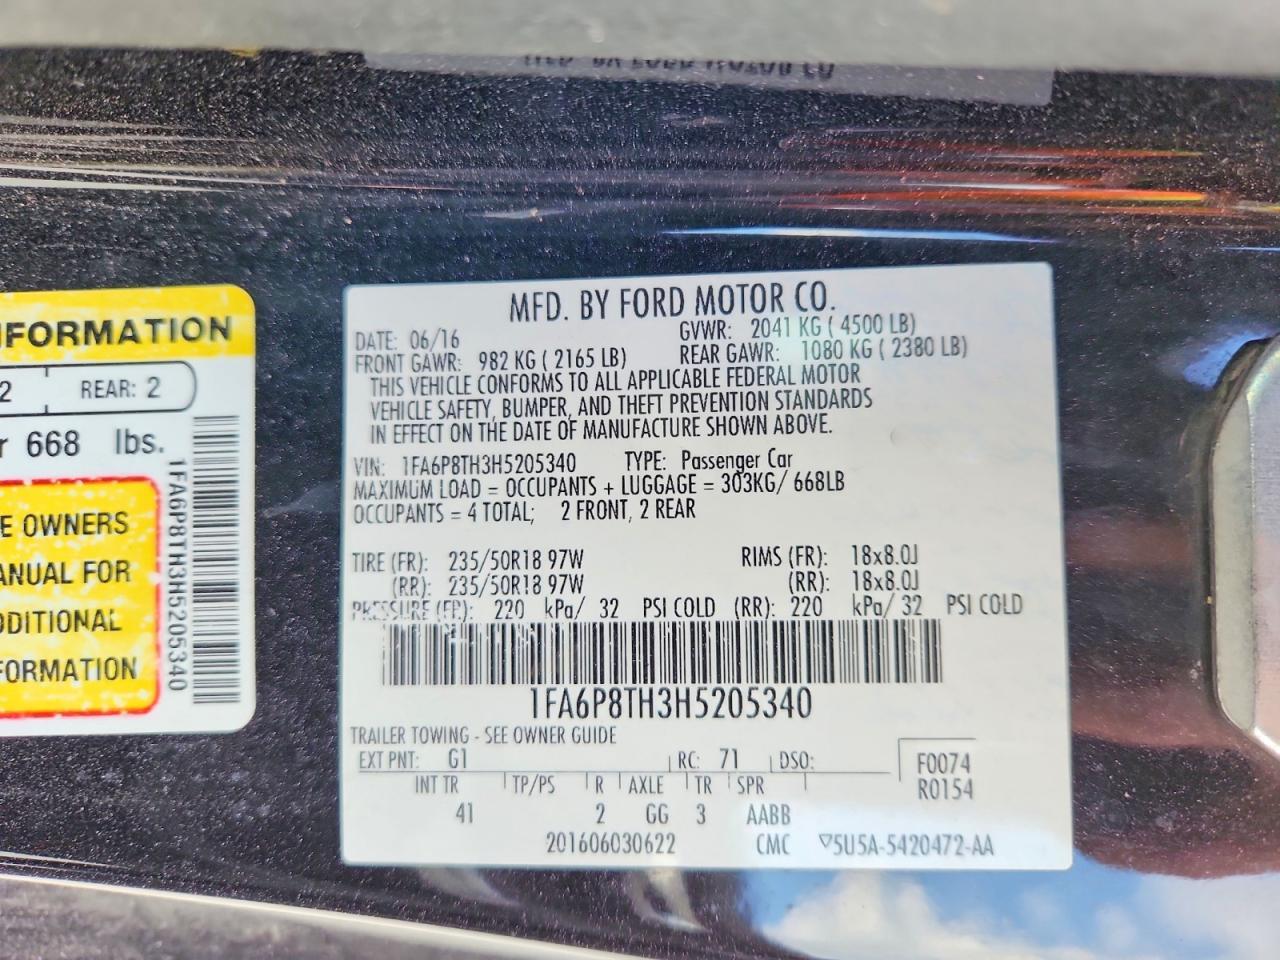 NFORMATION
2 REAR: 2
r 668 lbs.
E OWNERS
ANUAL FOR
DDITIONAL
FORMATION
1FA6P8TH3H5205340
MFD. BY FORD MOTOR CO.
DATE: 06/16 GVWR: 2041 KG ( 4500 LB)
FRONT GAWR: 982 KG ( 2165 LB) REAR GAWR: 1080 KG ( 2380 LB)
THIS VEHICLE CONFORMS TO ALL APPLICABLE FEDERAL MOTOR
VEHICLE SAFETY, BUMPER, AND THEFT PREVENTION STANDARDS
IN EFFECT ON THE DATE OF MANUFACTURE SHOWN ABOVE.
VIN: 1FA6P8TH3H5205340 TYPE: Passenger Car
MAXIMUM LOAD = OCCUPANTS + LUGGAGE = 303KG/ 668LB
OCCUPANTS = 4 TOTAL; 2 FRONT, 2 REAR
TIRE (FR): 235/50R18 97W RIMS (FR): 18x8.0J
(RR): 235/50R18 97W (RR): 18x8.0J
PRESSURE (FR): 220 kPa/ 32 PSI COLD (RR): 220 kPa/ 32 PSI COLD
1FA6P8TH3H5205340
TRAILER TOWING - SEE OWNER GUIDE
EXT PNT: G1 RC: 71 DSO: F0074
INT TR TP/PS R AXLE TR SPR R0154
41 2 GG 3 AABB
201606030622 CMC ▽5U5A-5420472-AA